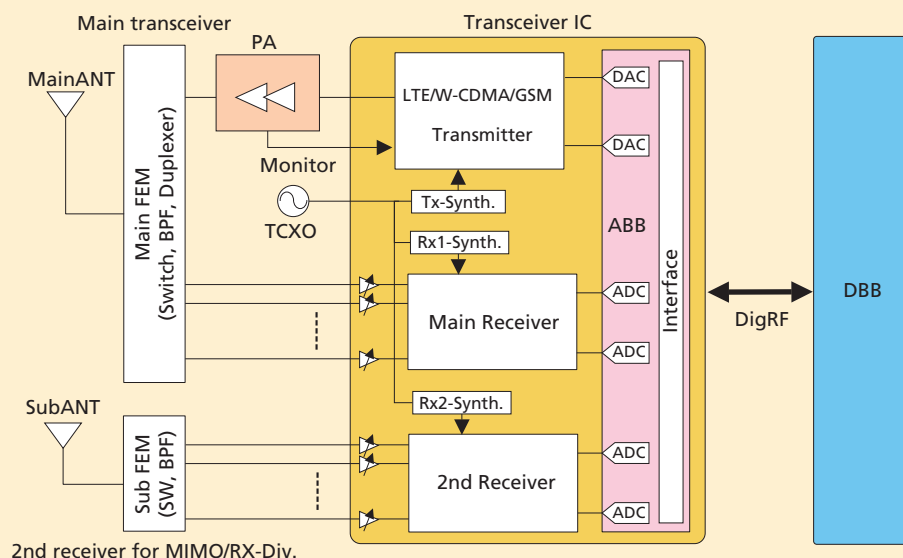 Main transceiver
Transceiver IC
PA
MainANT
LTE/W-CDMA/GSM
Transmitter
DAC
DAC
Monitor
TCXO
Tx-Synth.
Rx1-Synth.
Main FEM
(Switch, BPF, Duplexer)
ABB
Interface
Main Receiver
ADC
ADC
DigRF
DBB
Rx2-Synth.
SubANT
Sub FEM
(SW, BPF)
2nd Receiver
ADC
ADC
2nd receiver for MIMO/RX-Div.